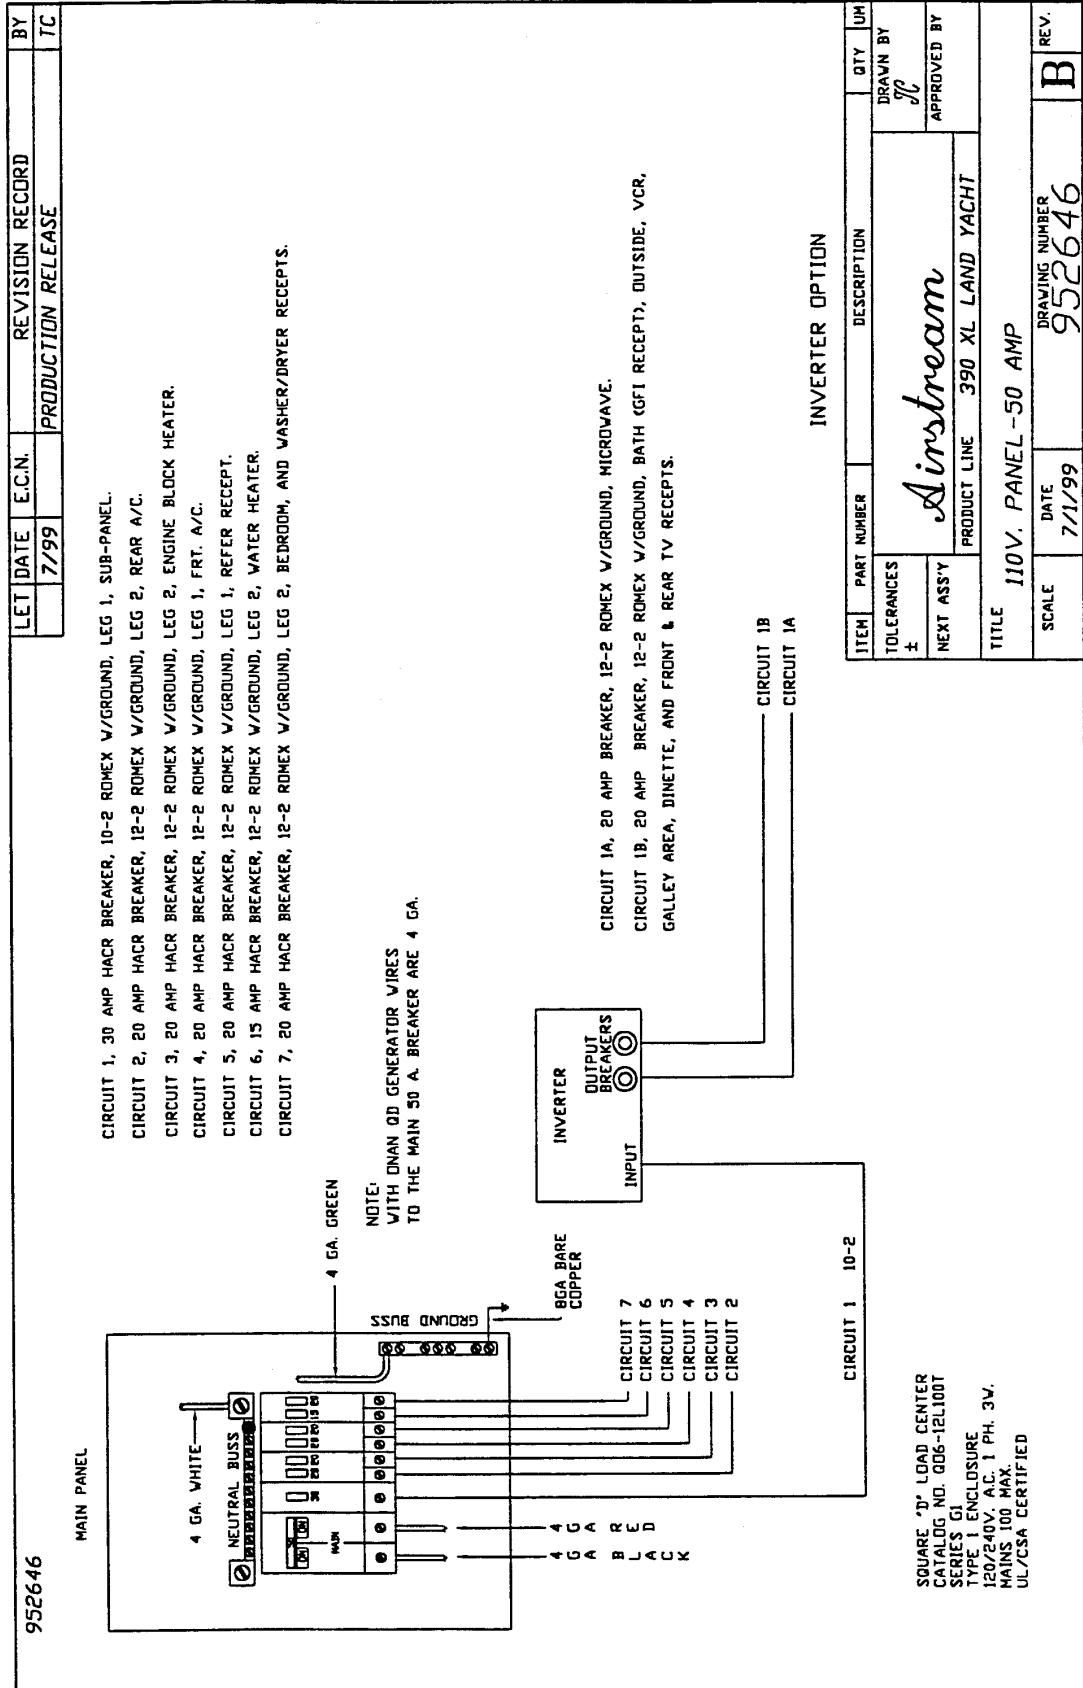 952646
LET DATE E.C.N. REVISION RECORD BY
7/99 PRODUCTION RELEASE TC
MAIN PANEL
4 GA. WHITE
NEUTRAL BUSS
MAIN
ON
ON
30
20
20
20
20
15
20
4 GA. GREEN
GROUND BUSS
8GA BARE
COPPER
4 GA RED
4 GA BLACK
NOTE:
WITH ONAN QD GENERATOR WIRES
TO THE MAIN 50 A. BREAKER ARE 4 GA.
CIRCUIT 1, 30 AMP HACR BREAKER, 10-2 ROMEX W/GROUND, LEG 1, SUB-PANEL.
CIRCUIT 2, 20 AMP HACR BREAKER, 12-2 ROMEX W/GROUND, LEG 2, REAR A/C.
CIRCUIT 3, 20 AMP HACR BREAKER, 12-2 ROMEX W/GROUND, LEG 2, ENGINE BLOCK HEATER.
CIRCUIT 4, 20 AMP HACR BREAKER, 12-2 ROMEX W/GROUND, LEG 1, FRT. A/C.
CIRCUIT 5, 20 AMP HACR BREAKER, 12-2 ROMEX W/GROUND, LEG 1, REFER RECEPT.
CIRCUIT 6, 15 AMP HACR BREAKER, 12-2 ROMEX W/GROUND, LEG 2, WATER HEATER.
CIRCUIT 7, 20 AMP HACR BREAKER, 12-2 ROMEX W/GROUND, LEG 2, BEDROOM, AND WASHER/DRYER RECEPTS.
CIRCUIT 7
CIRCUIT 6
CIRCUIT 5
CIRCUIT 4
CIRCUIT 3
CIRCUIT 2
CIRCUIT 1 10-2
INVERTER
INPUT
OUTPUT
BREAKERS
CIRCUIT 1B
CIRCUIT 1A
CIRCUIT 1A, 20 AMP BREAKER, 12-2 ROMEX W/GROUND, MICROWAVE.
CIRCUIT 1B, 20 AMP BREAKER, 12-2 ROMEX W/GROUND, BATH (GFI RECEPT), OUTSIDE, VCR,
GALLEY AREA, DINETTE, AND FRONT & REAR TV RECEPTS.
INVERTER OPTION
SQUARE "D" LOAD CENTER
CATALOG NO. QO6-12L100T
SERIES G1
TYPE 1 ENCLOSURE
120/240V. A.C. 1 PH. 3W.
MAINS 100 MAX.
UL/CSA CERTIFIED
ITEM PART NUMBER DESCRIPTION QTY UM
TOLERANCES
±
NEXT ASS'Y
Airstream
DRAWN BY
APPROVED BY
PRODUCT LINE 390 XL LAND YACHT
TITLE
110V. PANEL-50 AMP
SCALE
DATE
7/1/99
DRAWING NUMBER
952646
B
REV.